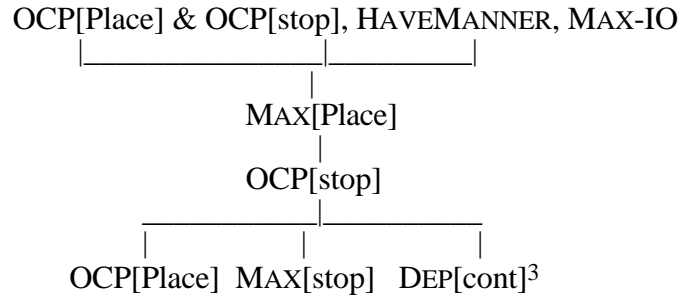 OCP[Place] & OCP[stop], HAVEMANNER, MAX-IO
MAX[Place]
OCP[stop]
OCP[Place] MAX[stop] DEP[cont]3